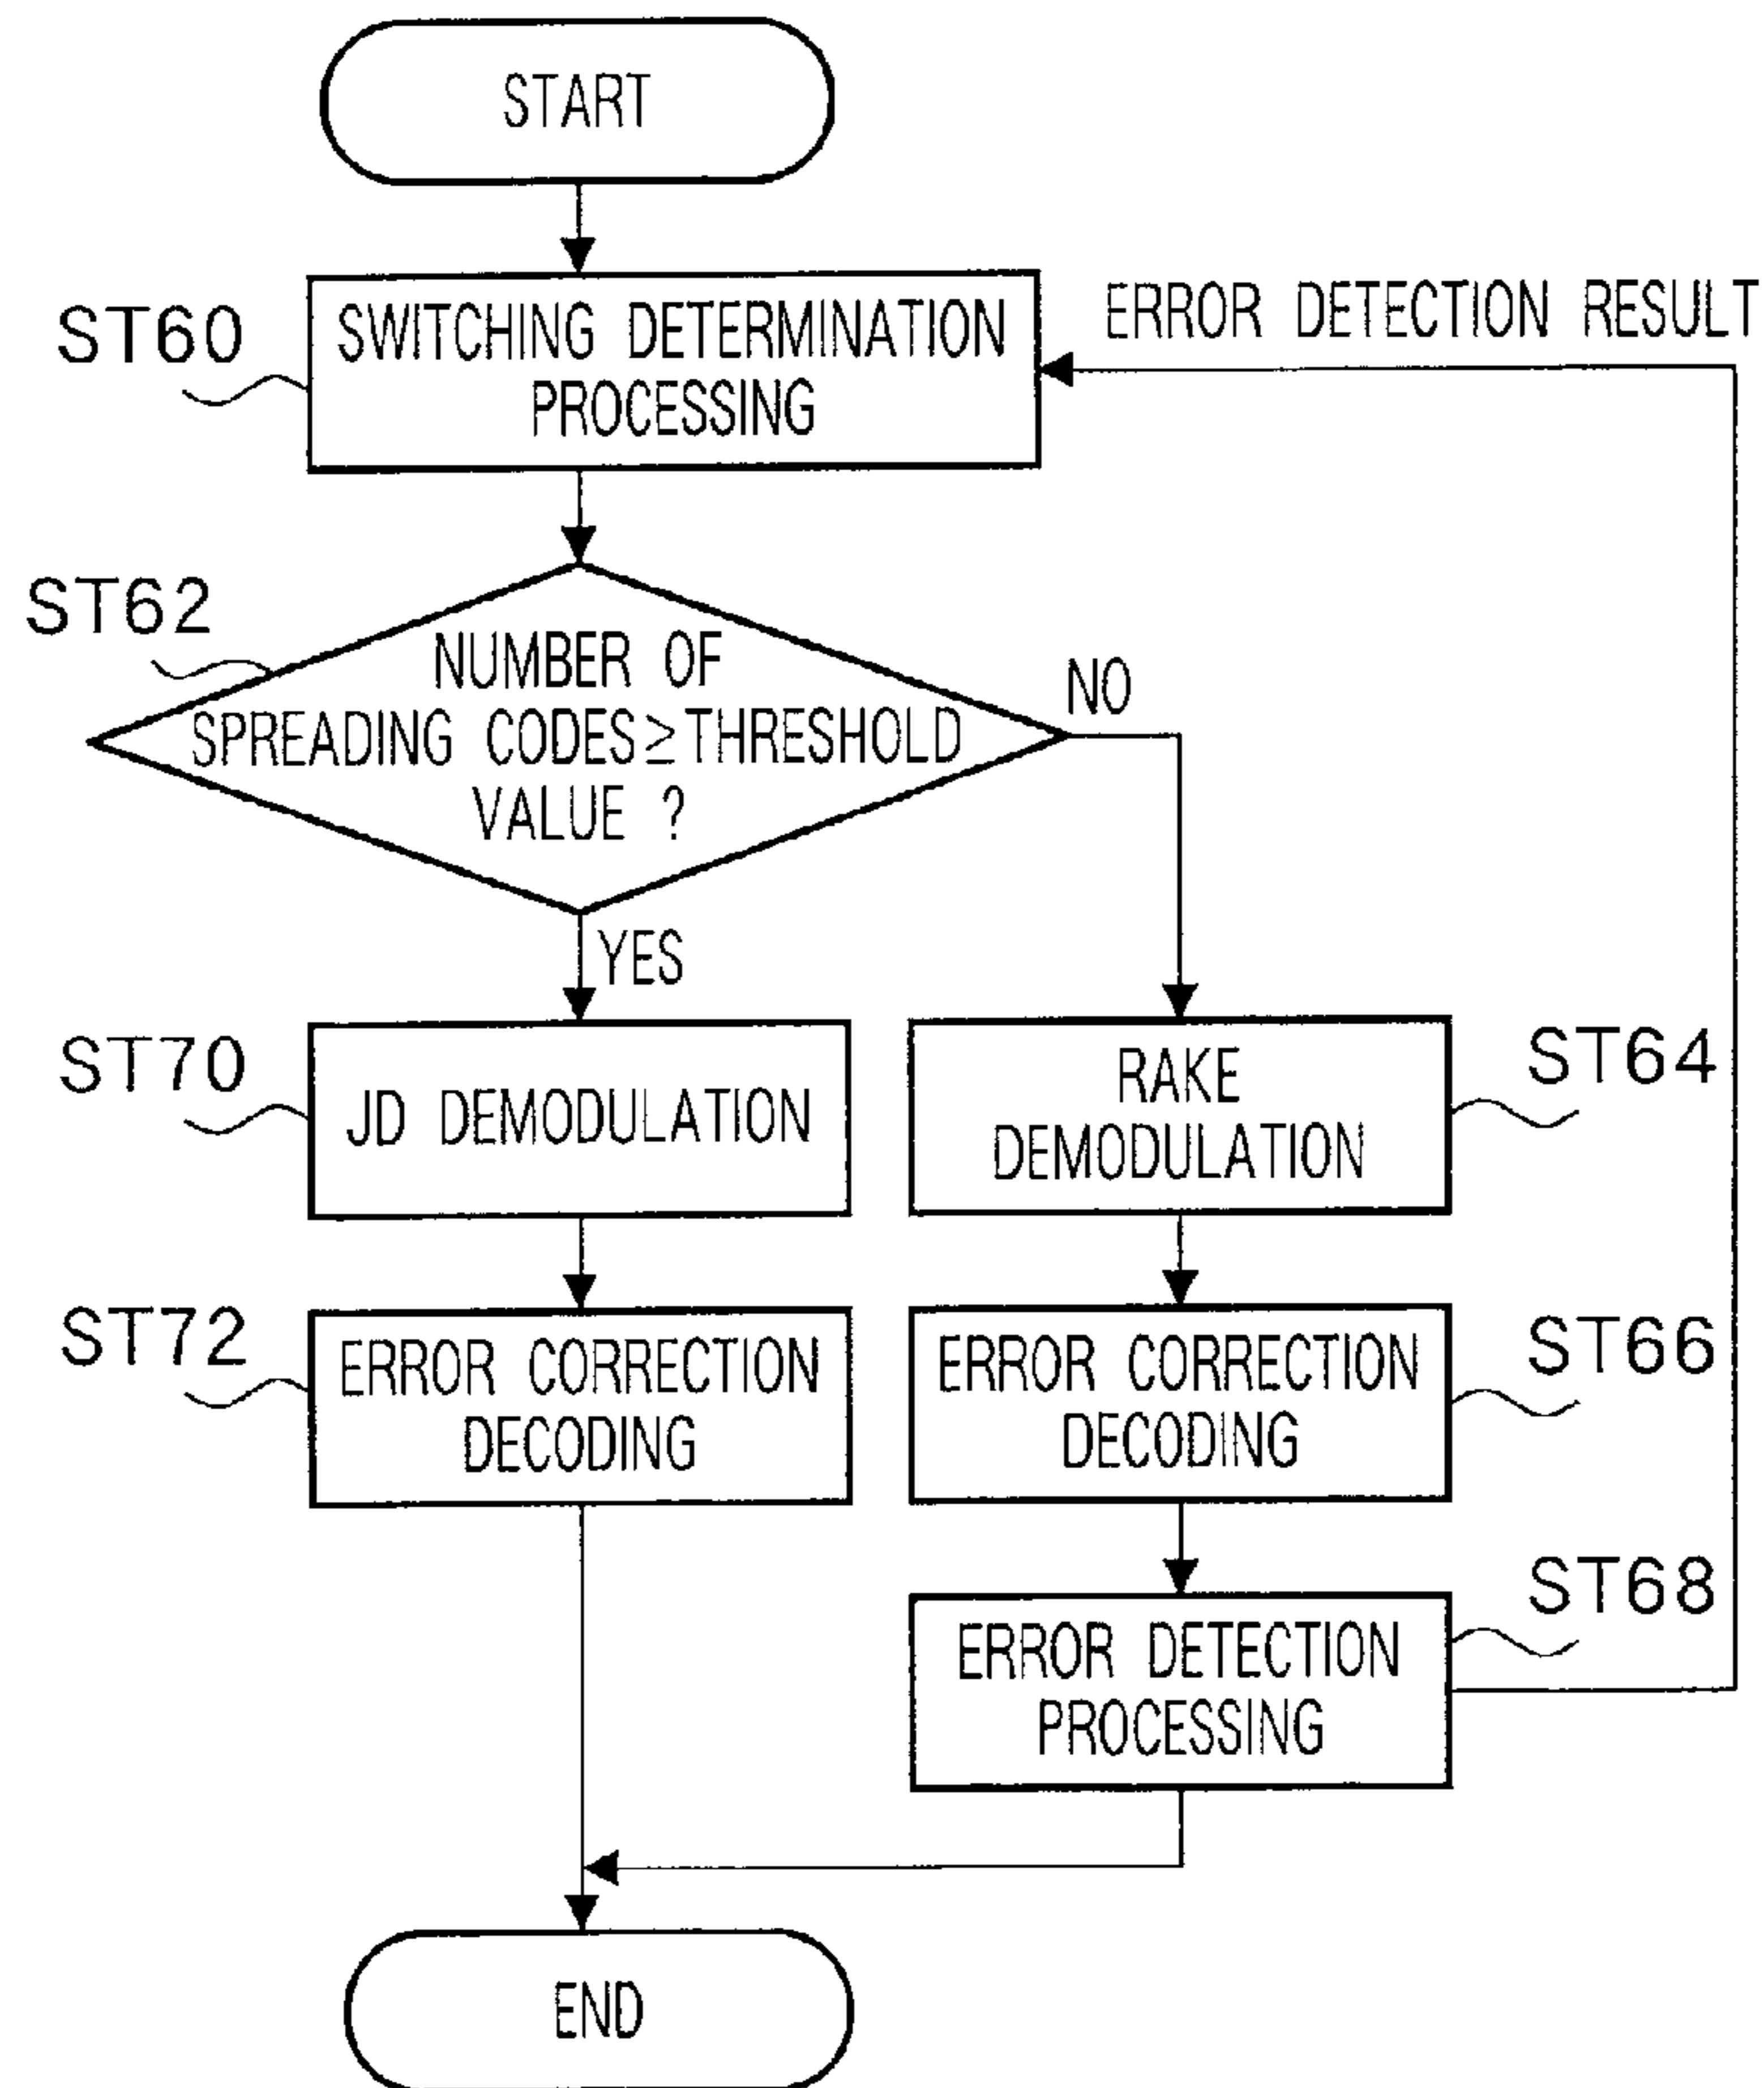 START
ST60
SWITCHING DETERMINATION
PROCESSING
ERROR DETECTION RESULT
ST62
NUMBER OF
SPREADING CODES≥THRESHOLD
VALUE ?
NO
YES
ST70
JD DEMODULATION
RAKE
DEMODULATION
ST64
ST72
ERROR CORRECTION
DECODING
ERROR CORRECTION
DECODING
ST66
ERROR DETECTION
PROCESSING
ST68
END